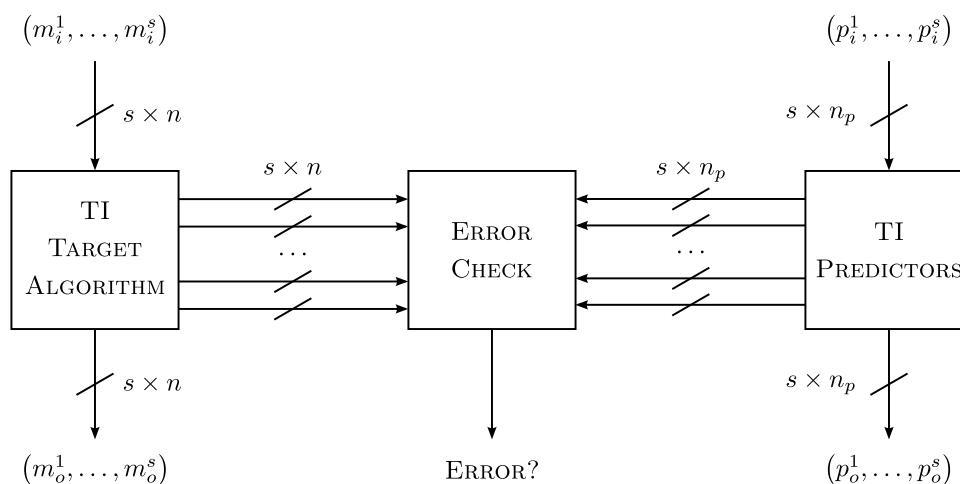 (m_i^1, …, m_i^s)
(p_i^1, …, p_i^s)
s × n
s × n_p
s × n
s × n_p
TI
TARGET
ALGORITHM
...
ERROR
CHECK
...
TI
PREDICTORS
s × n
s × n_p
(m_o^1, …, m_o^s)
ERROR?
(p_o^1, …, p_o^s)